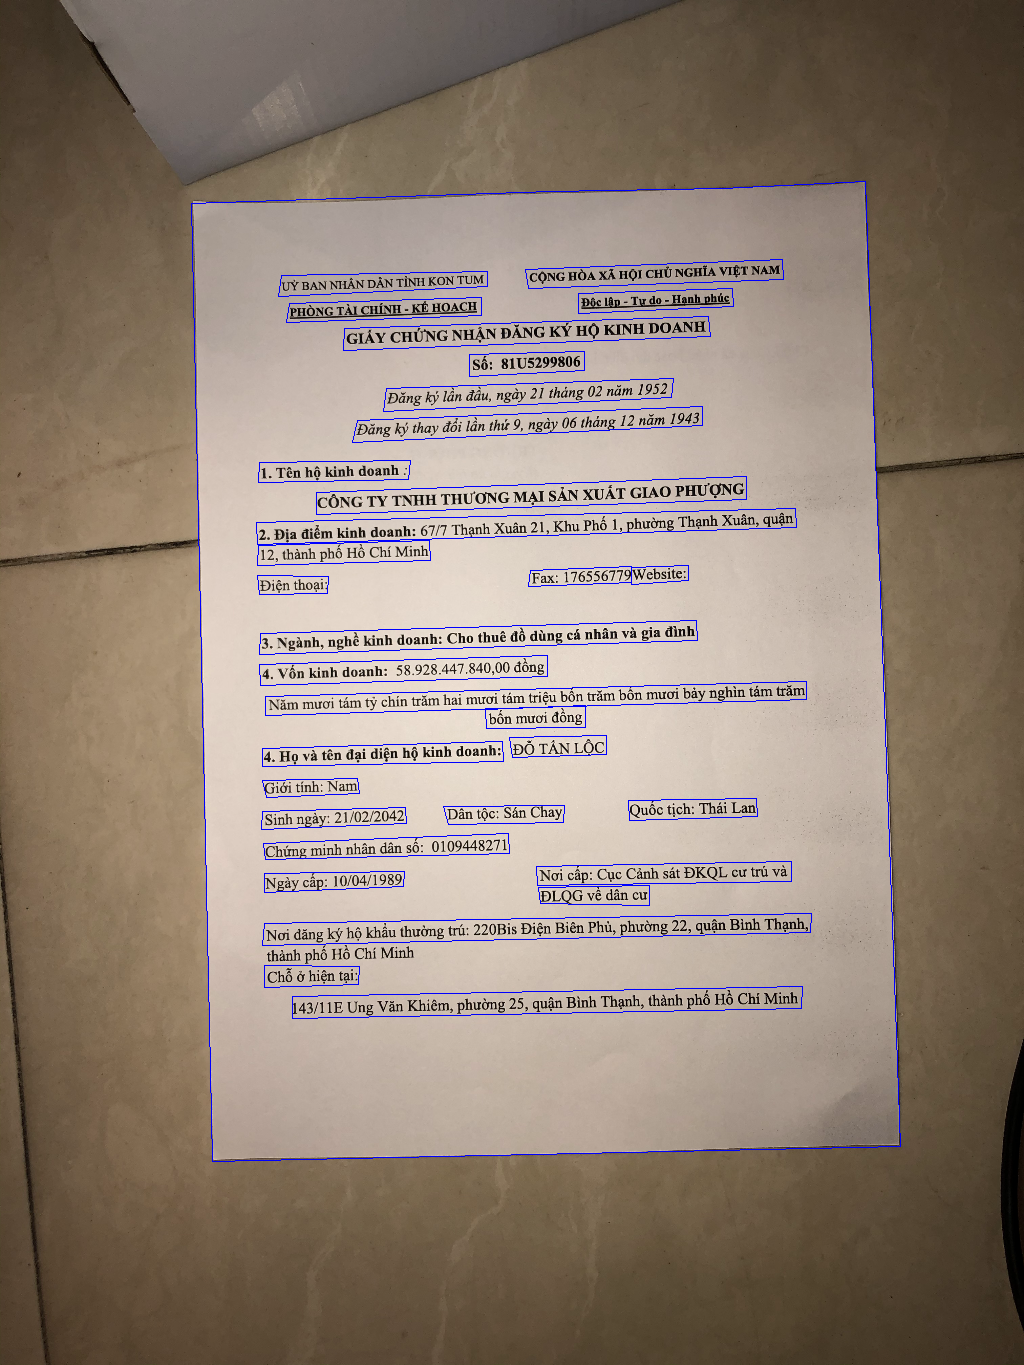 UỶ BAN NHÂN DÂN TỈNH KON TUM
CỘNG HÒA XÃ HỘI CHỦ NGHĨA VIỆT NAM
PHÒNG TÀI CHÍNH - KẾ HOẠCH
Độc lập - Tự do - Hạnh phúc
GIẤY CHỨNG NHẬN ĐĂNG KÝ HỘ KINH DOANH
Số: 81U5299806
Đăng ký lần đầu, ngày 21 tháng 02 năm 1952
Đăng ký thay đổi lần thứ 9, ngày 06 tháng 12 năm 1943
1. Tên hộ kinh doanh :
CÔNG TY TNHH THƯƠNG MẠI SẢN XUẤT GIAO PHƯỢNG
2. Địa điểm kinh doanh: 67/7 Thạnh Xuân 21, Khu Phố 1, phường Thạnh Xuân, quận
12, thành phố Hồ Chí Minh
Điện thoại: Fax: 176556779Website:
3. Ngành, nghề kinh doanh: Cho thuê đồ dùng cá nhân và gia đình
4. Vốn kinh doanh: 58.928.447.840,00 đồng
Năm mươi tám tỷ chín trăm hai mươi tám triệu bốn trăm bốn mươi bảy nghìn tám trăm
bốn mươi đồng
4. Họ và tên đại diện hộ kinh doanh: ĐỖ TẤN LỘC
Giới tính: Nam
Sinh ngày: 21/02/2042 Dân tộc: Sán Chay Quốc tịch: Thái Lan
Chứng minh nhân dân số: 0109448271
Ngày cấp: 10/04/1989 Nơi cấp: Cục Cảnh sát ĐKQL cư trú và
ĐLQG về dân cư
Nơi đăng ký hộ khẩu thường trú: 220Bis Điện Biên Phủ, phường 22, quận Bình Thạnh,
thành phố Hồ Chí Minh
Chỗ ở hiện tại:
143/11E Ung Văn Khiêm, phường 25, quận Bình Thạnh, thành phố Hồ Chí Minh